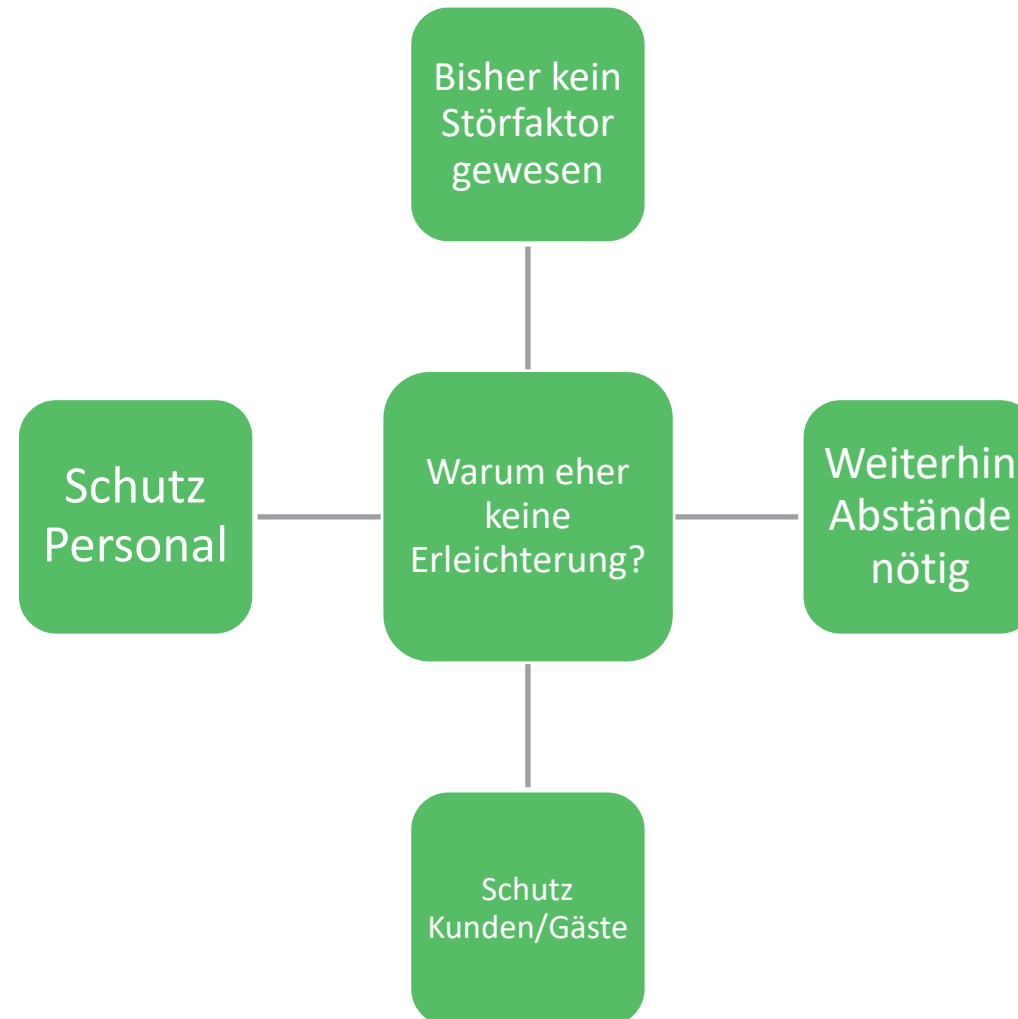 Bisher kein
Störfaktor
gewesen
Schutz
Personal
Warum eher
keine
Erleichterung?
Weiterhin
Abstände
nötig
Schutz
Kunden/Gäste